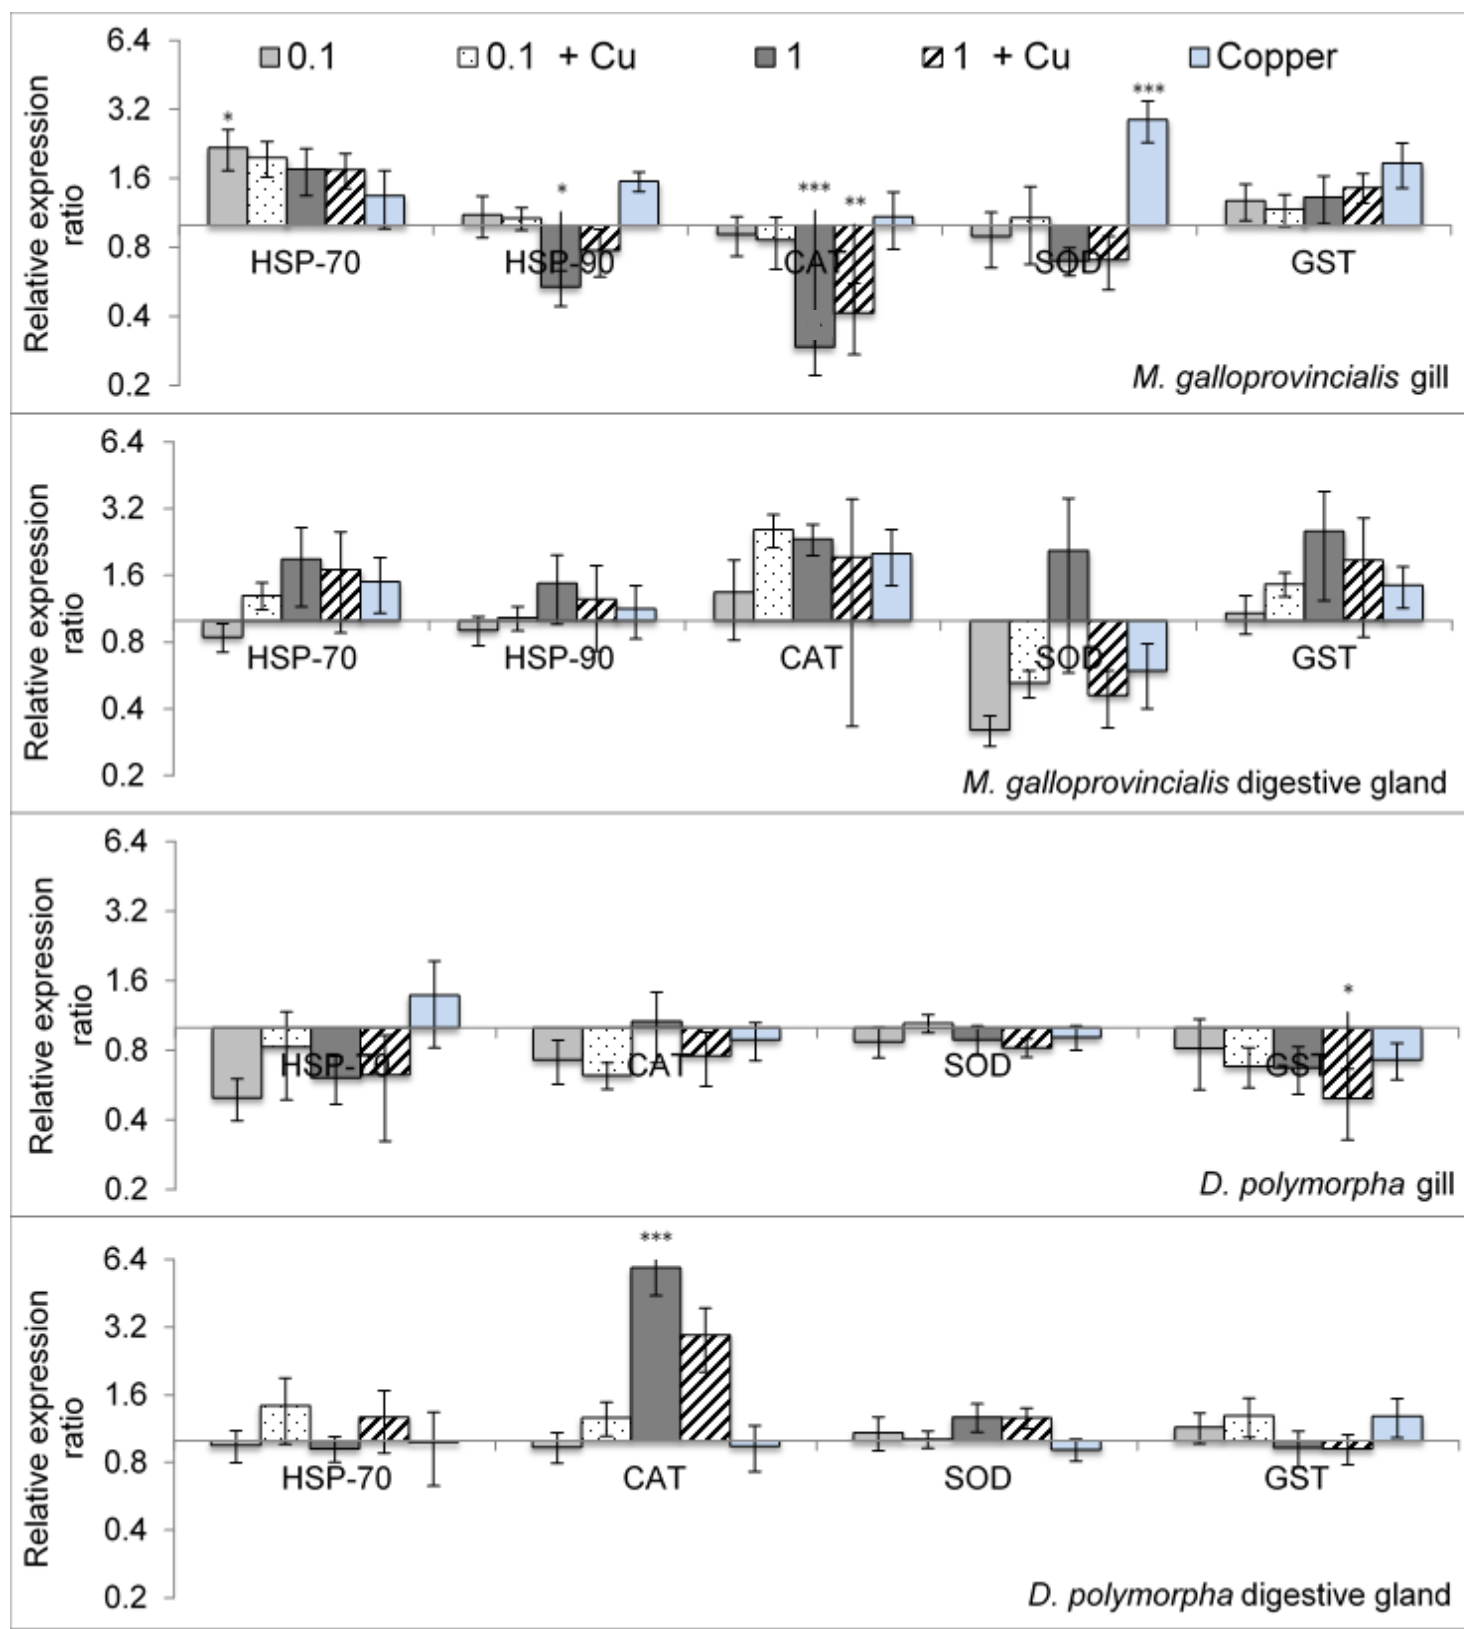 6.4
0.1
0.1 + Cu
1
1 + Cu
Copper
3.2
1.6
0.8
0.4
0.2
Relative expression
ratio
*
*
***
**
***
HSP-70
HSP-90
CAT
SOD
GST
M. galloprovincialis gill
6.4
3.2
1.6
0.8
0.4
0.2
Relative expression
ratio
HSP-70
HSP-90
CAT
SOD
GST
M. galloprovincialis digestive gland
6.4
3.2
1.6
0.8
0.4
0.2
Relative expression
ratio
*
HSP-70
CAT
SOD
GST
D. polymorpha gill
6.4
3.2
1.6
0.8
0.4
0.2
Relative expression
ratio
***
HSP-70
CAT
SOD
GST
D. polymorpha digestive gland